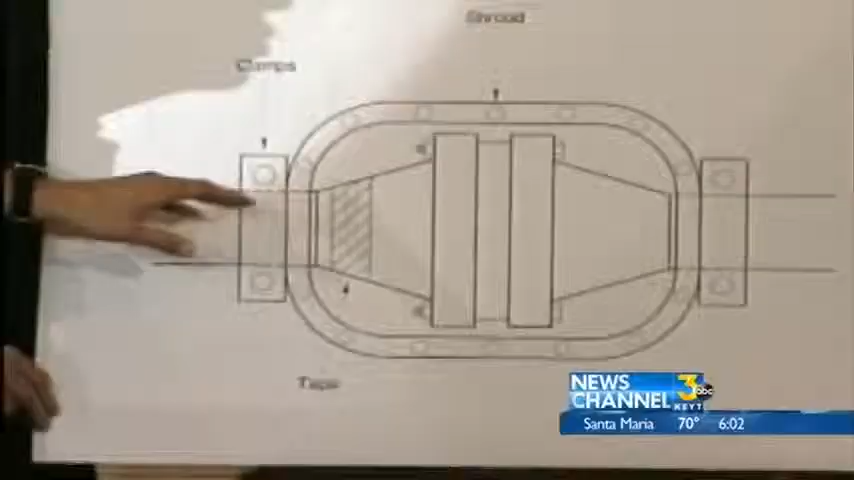 Shroud
Clamps
Tape
NEWS
CHANNEL 3 abc
KEYT
Santa Maria 70° 6:02